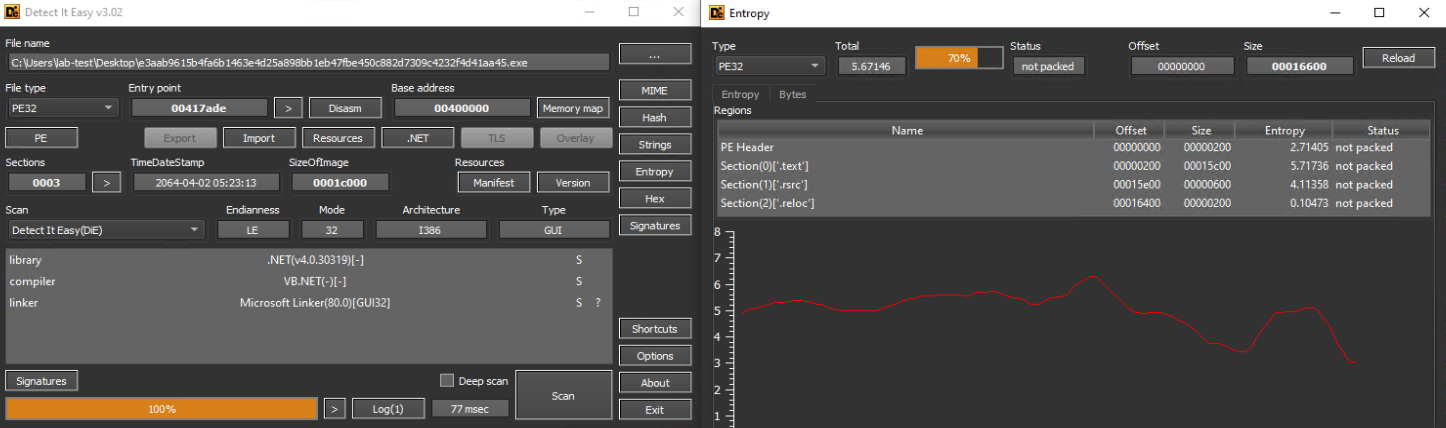 Detect It Easy v3.02
File name
C:\Users\lab-test\Desktop\e3aab9615b4fa6b1463e4d25a898bb1eb47fbe450c882d7309c4232f4d41aa45.exe
...
File type Entry point Base address
PE32 00417ade > Disasm 00400000 Memory map
MIME
Hash
Strings
Entropy
Hex
Signatures
PE Export Import Resources .NET TLS Overlay
Sections TimeDateStamp SizeOfImage Resources
0003 > 2064-04-02 05:23:13 0001c000 Manifest Version
Scan Endianness Mode Architecture Type
Detect It Easy(DiE) LE 32 I386 GUI
library .NET(v4.0.30319)[-] S
compiler VB.NET(-)[-] S
linker Microsoft Linker(80.0)[GUI32] S ?
Shortcuts
Options
About
Exit
Signatures Deep scan Scan
100% > Log(1) 77 msec
Entropy
Type Total Status Offset Size
PE32 5.67146 70% not packed 00000000 00016600 Reload
Entropy Bytes
Regions
Name Offset Size Entropy Status
PE Header 00000000 00000200 2.71405 not packed
Section(0)['.text'] 00000200 00015c00 5.71736 not packed
Section(1)['.rsrc'] 00015e00 00000600 4.11358 not packed
Section(2)['.reloc'] 00016400 00000200 0.10473 not packed
8
7
6
5
4
3
2
1